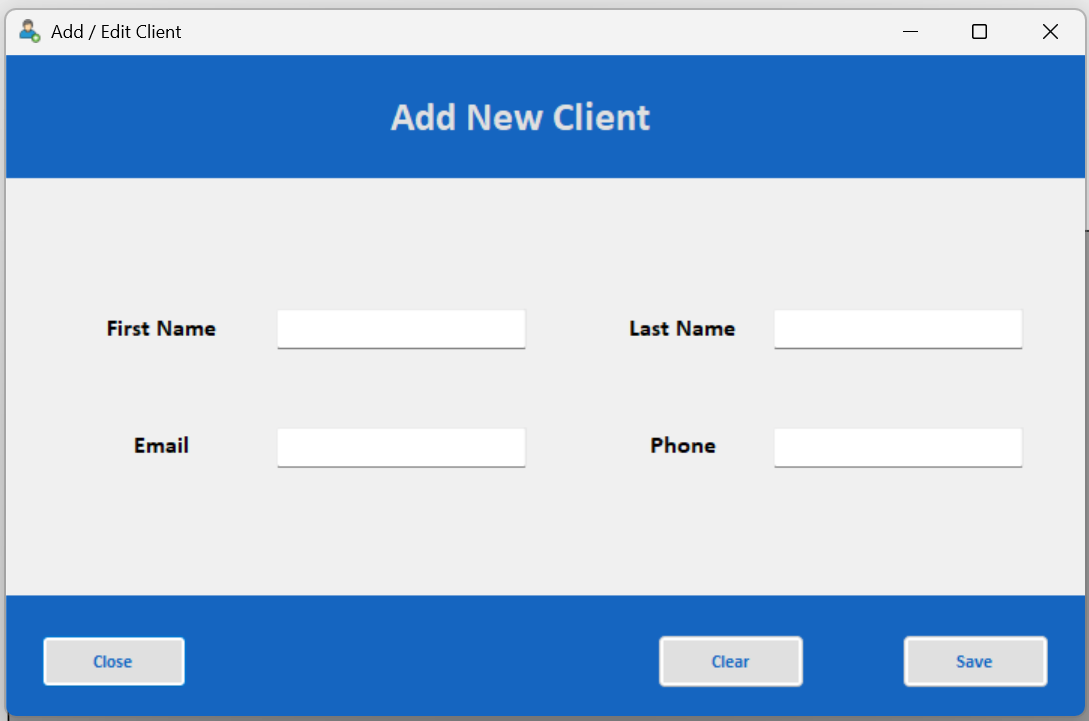 Add / Edit Client
Add New Client
First Name
Last Name
Email
Phone
Close
Clear
Save